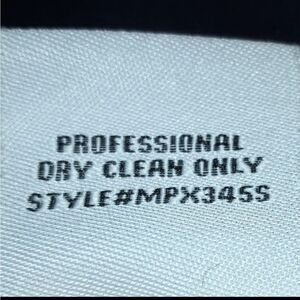 PROFESSIONAL
DRY CLEAN ONLY
STYLE#MPX345S